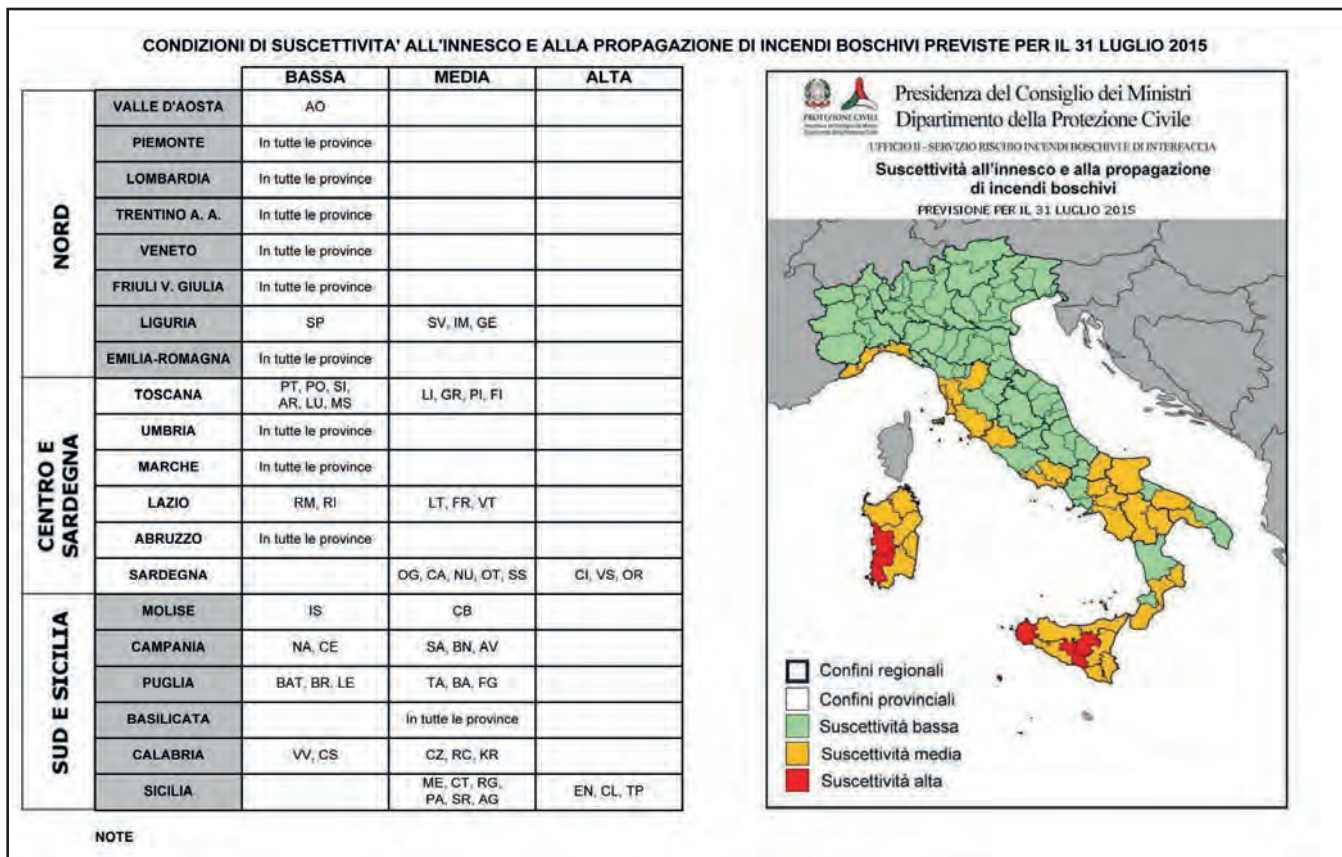 CONDIZIONI DI SUSCETTIVITA' ALL'INNESCO E ALLA PROPAGAZIONE DI INCENDI BOSCHIVI PREVISTE PER IL 31 LUGLIO 2015
BASSA MEDIA ALTA
NORD
VALLE D'AOSTA AO
PIEMONTE In tutte le province
LOMBARDIA In tutte le province
TRENTINO A. A. In tutte le province
VENETO In tutte le province
FRIULI V. GIULIA In tutte le province
LIGURIA SP SV, IM, GE
EMILIA-ROMAGNA In tutte le province
CENTRO E
SARDEGNA
TOSCANA PT, PO, SI, LI, GR, PI, FI
AR, LU, MS
UMBRIA In tutte le province
MARCHE In tutte le province
LAZIO RM, RI LT, FR, VT
ABRUZZO In tutte le province
SARDEGNA OG, CA, NU, OT, SS CI, VS, OR
SUD E SICILIA
MOLISE IS CB
CAMPANIA NA, CE SA, BN, AV
PUGLIA BAT, BR, LE TA, BA, FG
BASILICATA In tutte le province
CALABRIA VV, CS CZ, RC, KR
SICILIA ME, CT, RG, EN, CL, TP
PA, SR, AG
NOTE
PROTEZIONE CIVILE
Presidenza del Consiglio dei Ministri
Dipartimento della Protezione Civile
UFFICIO II - SERVIZIO RISCHIO INCENDI BOSCHIVI E DI INTERFACCIA
Suscettività all'innesco e alla propagazione
di incendi boschivi
PREVISIONE PER IL 31 LUGLIO 2015
Confini regionali
Confini provinciali
Suscettività bassa
Suscettività media
Suscettività alta